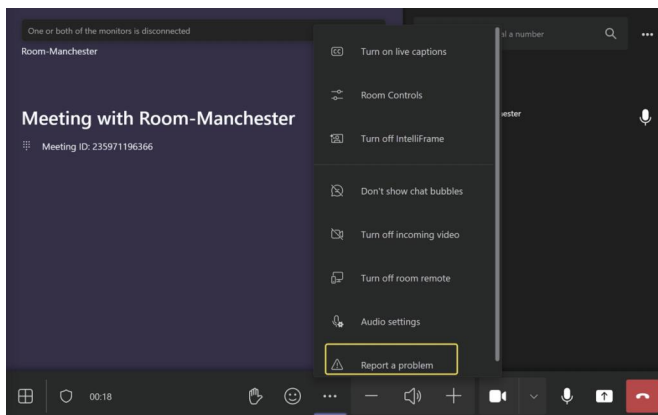 One or both of the monitors is disconnected
Room-Manchester
Meeting with Room-Manchester
Meeting ID: 235971196366
CC
Turn on live captions
Room Controls
Turn off IntelliFrame
Don't show chat bubbles
Turn off incoming video
Turn off room remote
Audio settings
Report a problem
a number
00:18